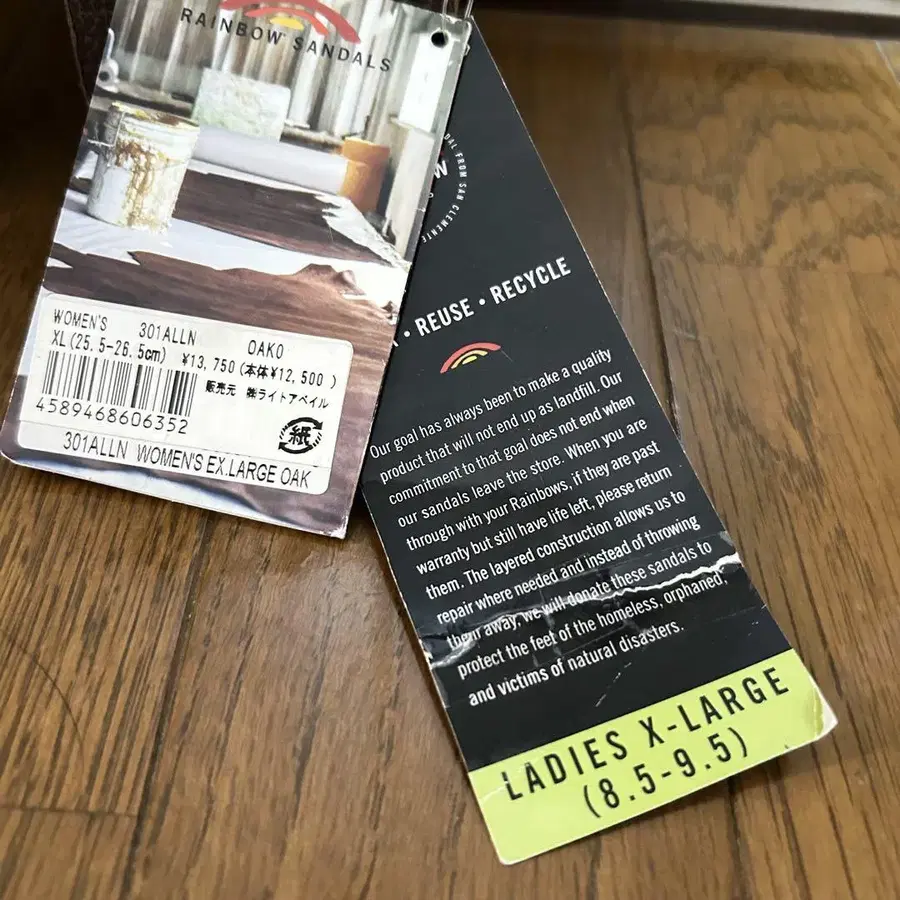 RAINBOW SANDALS
WOMEN'S 301ALLN OAKO
XL(25.5-26.5cm) ¥13,750(本体¥12,500 )
販売元 ㈱ライトアベイル
4589468606352
紙
301ALLN WOMEN'S EX.LARGE OAK
FROM SAN CLEMENTE
• REUSE • RECYCLE
Our goal has always been to make a quality
product that will not end up as landfill. Our
commitment to that goal does not end when
our sandals leave the store. When you are
through with your Rainbows, if they are past
warranty but still have life left, please return
them. The layered construction allows us to
repair where needed and instead of throwing
them away, we will donate these sandals to
protect the feet of the homeless, orphaned,
and victims of natural disasters.
LADIES X-LARGE
(8.5-9.5)